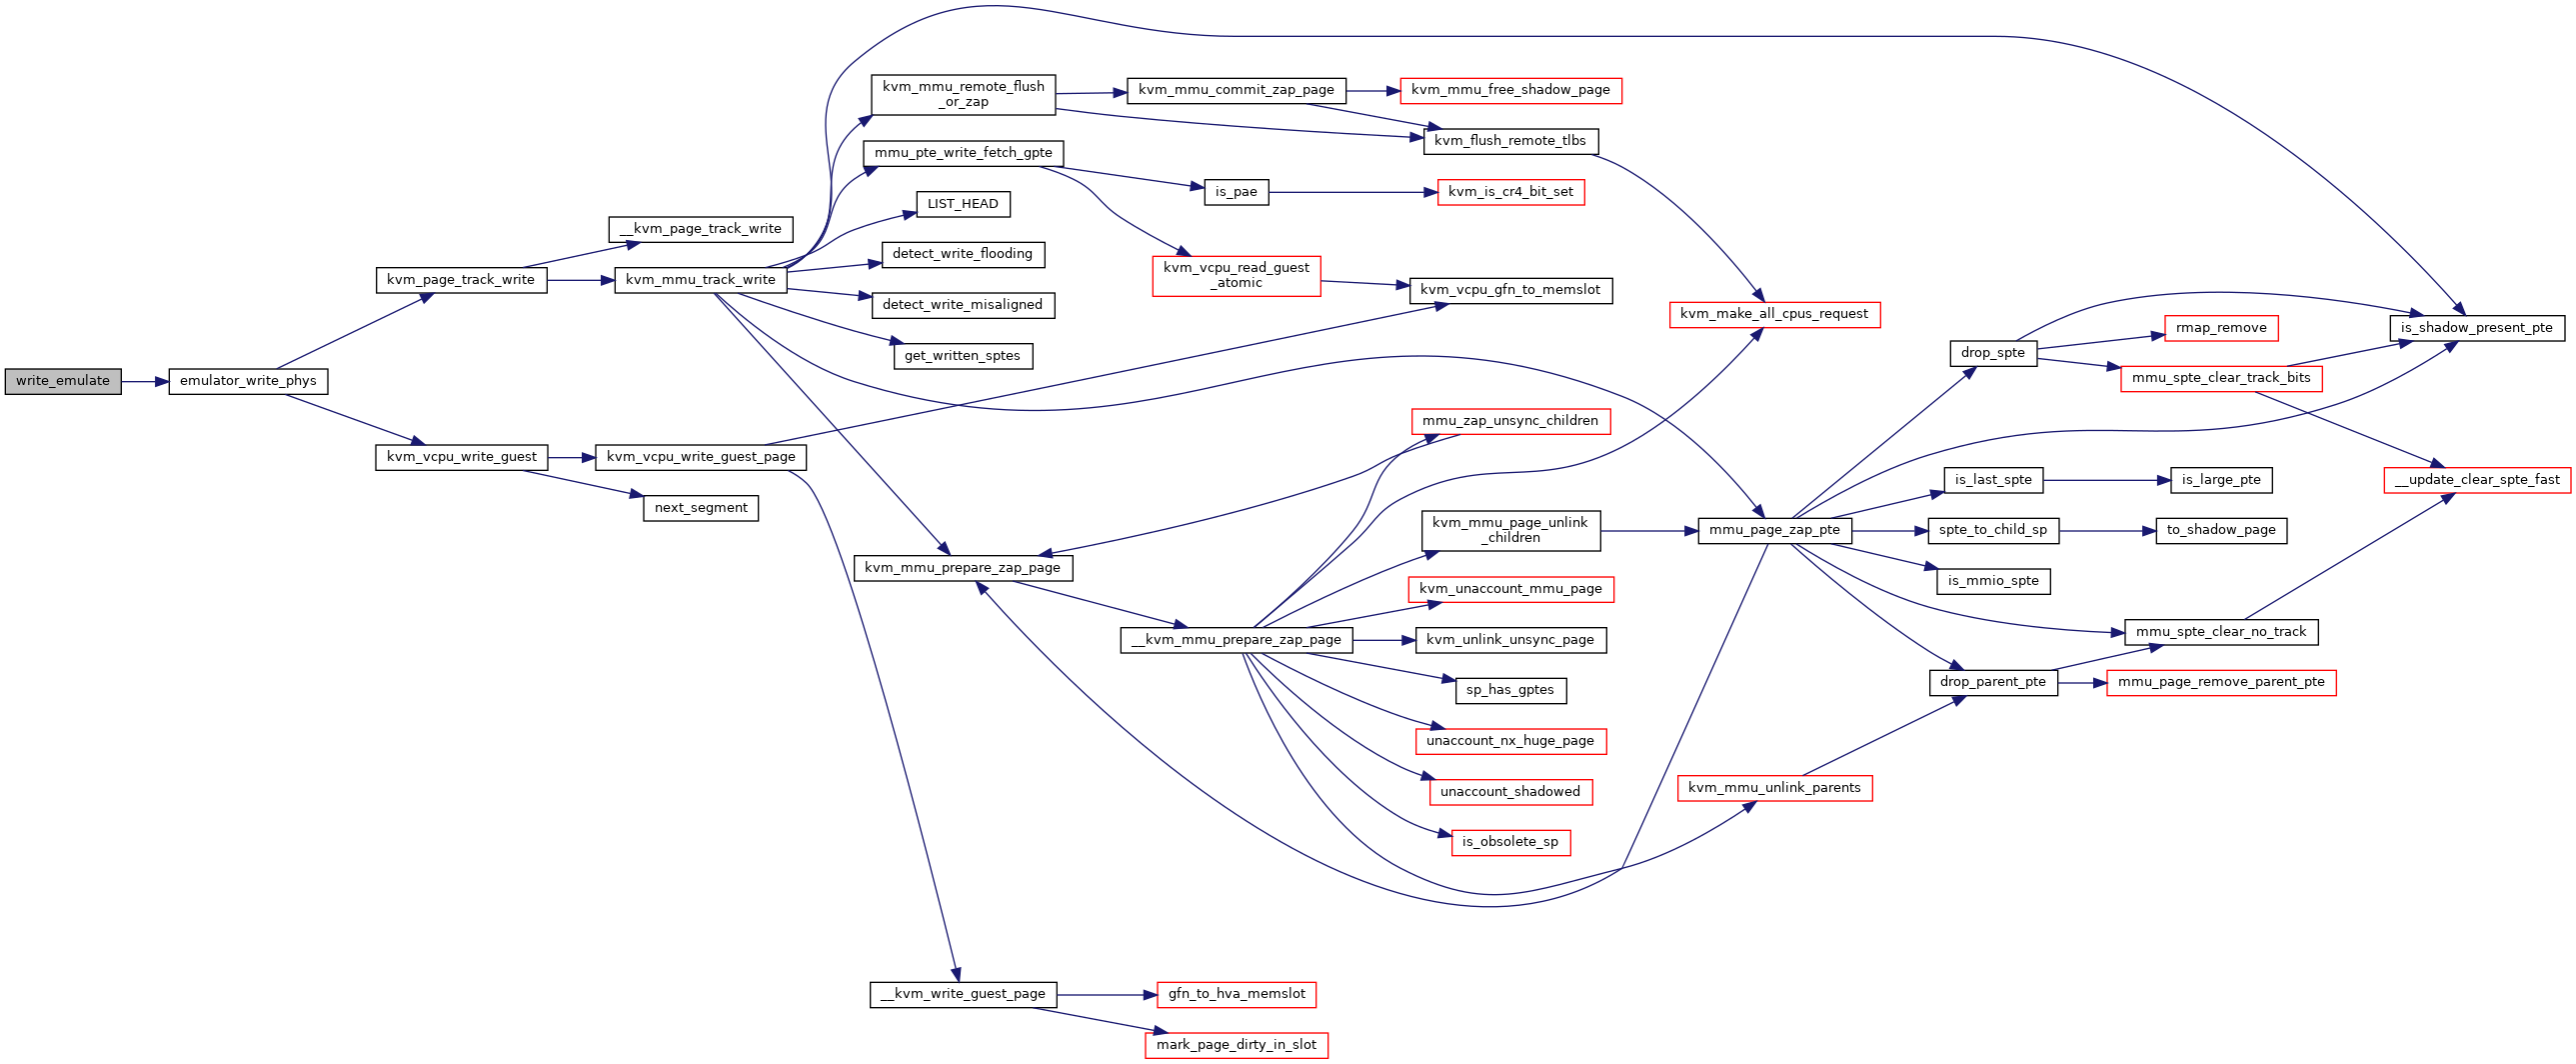 write_emulate
emulator_write_phys
kvm_page_track_write
kvm_vcpu_write_guest
__kvm_page_track_write
kvm_mmu_track_write
kvm_vcpu_write_guest_page
next_segment
kvm_mmu_remote_flush
_or_zap
mmu_pte_write_fetch_gpte
LIST_HEAD
detect_write_flooding
detect_write_misaligned
get_written_sptes
kvm_mmu_prepare_zap_page
__kvm_write_guest_page
kvm_mmu_commit_zap_page
is_pae
kvm_vcpu_read_guest
_atomic
__kvm_mmu_prepare_zap_page
gfn_to_hva_memslot
mark_page_dirty_in_slot
kvm_mmu_free_shadow_page
kvm_flush_remote_tlbs
kvm_is_cr4_bit_set
kvm_vcpu_gfn_to_memslot
mmu_zap_unsync_children
kvm_mmu_page_unlink
_children
kvm_unaccount_mmu_page
kvm_unlink_unsync_page
sp_has_gptes
unaccount_nx_huge_page
unaccount_shadowed
is_obsolete_sp
kvm_make_all_cpus_request
mmu_page_zap_pte
kvm_mmu_unlink_parents
drop_spte
is_last_spte
spte_to_child_sp
is_mmio_spte
drop_parent_pte
rmap_remove
mmu_spte_clear_track_bits
is_large_pte
to_shadow_page
mmu_spte_clear_no_track
mmu_page_remove_parent_pte
is_shadow_present_pte
__update_clear_spte_fast